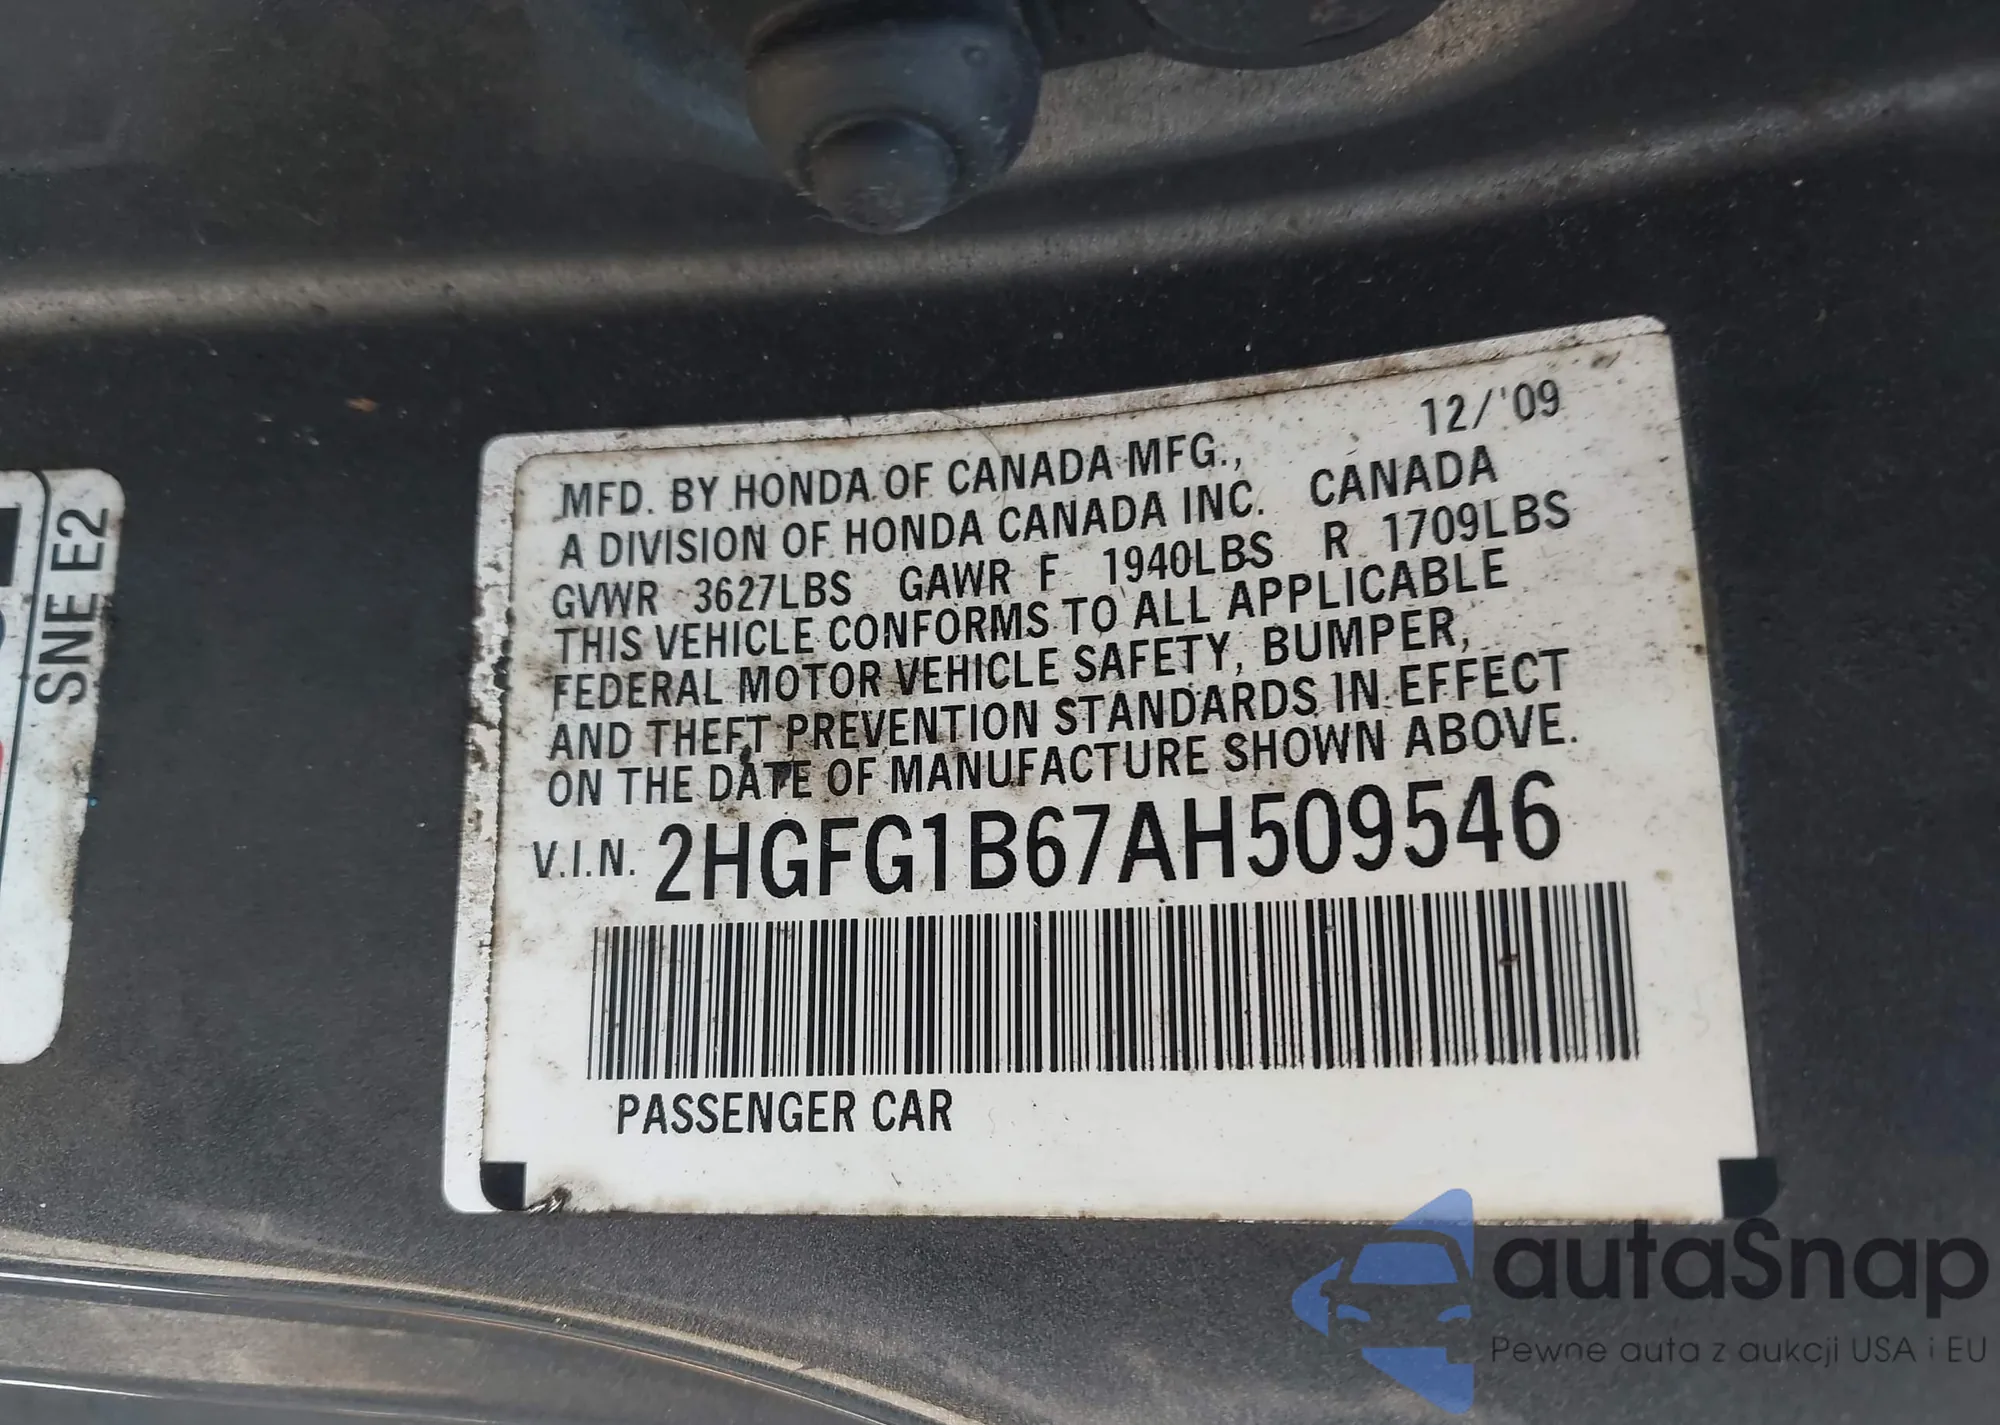 12/'09
MFD. BY HONDA OF CANADA MFG.,
A DIVISION OF HONDA CANADA INC. CANADA
GVWR 3627LBS GAWR F 1940LBS R 1709LBS
THIS VEHICLE CONFORMS TO ALL APPLICABLE
FEDERAL MOTOR VEHICLE SAFETY, BUMPER,
AND THEFT PREVENTION STANDARDS IN EFFECT
ON THE DATE OF MANUFACTURE SHOWN ABOVE.
V.I.N. 2HGFG1B67AH509546
PASSENGER CAR
SNE E2
autoSnap
Pewne auta z aukcji USA i EU